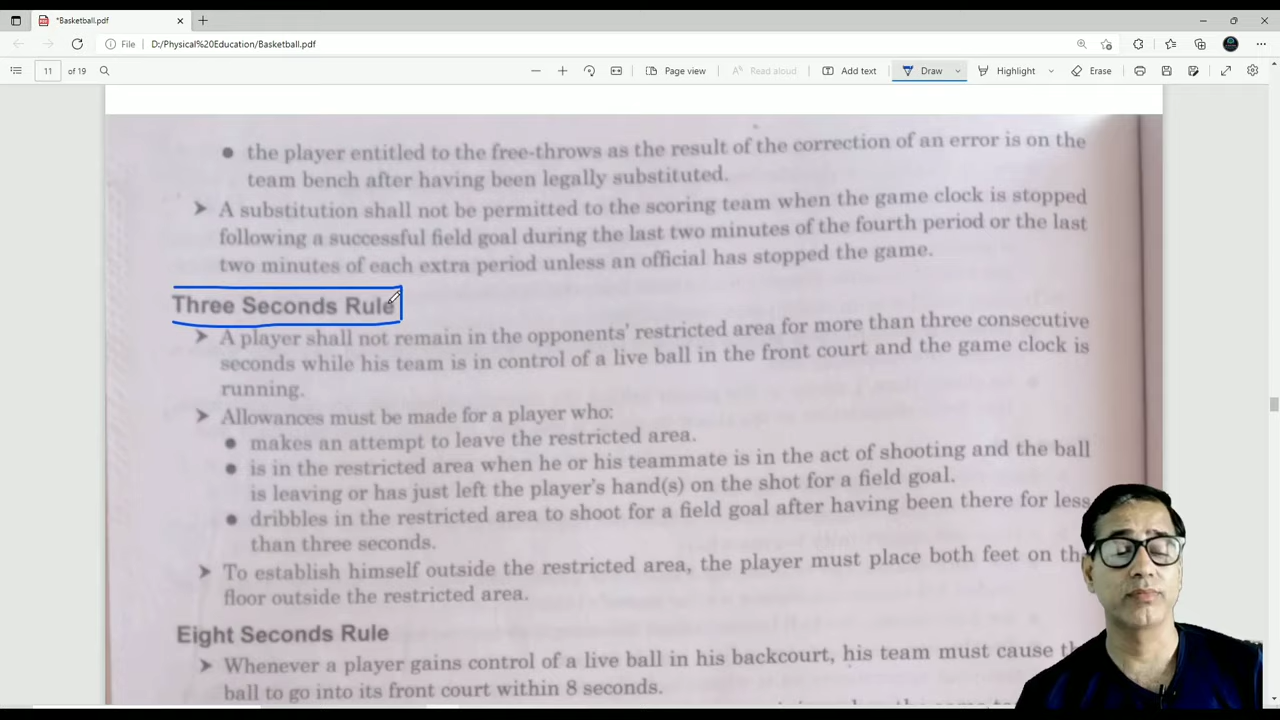 *Basketball.pdf
File
D:/Physical%20Education/Basketball.pdf
11 of 19
Page view
Read aloud
Add text
Draw
Highlight
Erase
● the player entitled to the free-throws as the result of the correction of an error is on the
team bench after having been legally substituted.
➤ A substitution shall not be permitted to the scoring team when the game clock is stopped
following a successful field goal during the last two minutes of the fourth period or the last
two minutes of each extra period unless an official has stopped the game.
Three Seconds Rule
➤ A player shall not remain in the opponents' restricted area for more than three consecutive
seconds while his team is in control of a live ball in the front court and the game clock is
running.
➤ Allowances must be made for a player who:
● makes an attempt to leave the restricted area.
● is in the restricted area when he or his teammate is in the act of shooting and the ball
is leaving or has just left the player's hand(s) on the shot for a field goal.
● dribbles in the restricted area to shoot for a field goal after having been there for less
than three seconds.
➤ To establish himself outside the restricted area, the player must place both feet on th
floor outside the restricted area.
Eight Seconds Rule
➤ Whenever a player gains control of a live ball in his backcourt, his team must cause th
ball to go into its front court within 8 seconds.